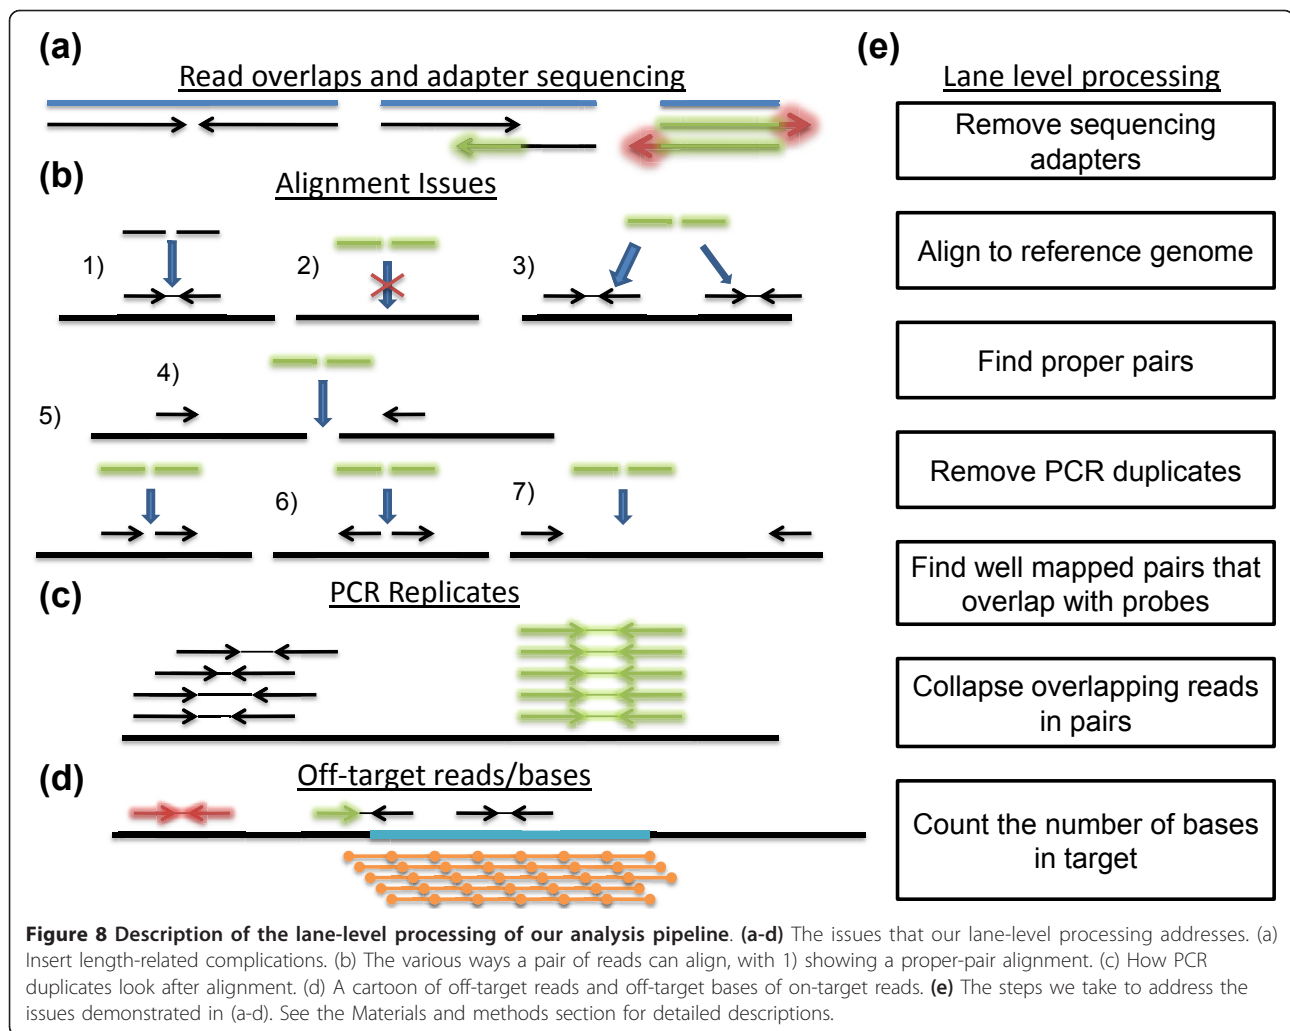 (a)
Read overlaps and adapter sequencing
(b)
Alignment Issues
1)
2)
3)
4)
5)
6)
7)
(c)
PCR Replicates
(d)
Off-target reads/bases
(e)
Lane level processing
Remove sequencing
adapters
Align to reference genome
Find proper pairs
Remove PCR duplicates
Find well mapped pairs that
overlap with probes
Collapse overlapping reads
in pairs
Count the number of bases
in target
Figure 8 Description of the lane-level processing of our analysis pipeline. (a-d) The issues that our lane-level processing addresses. (a)
Insert length-related complications. (b) The various ways a pair of reads can align, with 1) showing a proper-pair alignment. (c) How PCR
duplicates look after alignment. (d) A cartoon of off-target reads and off-target bases of on-target reads. (e) The steps we take to address the
issues demonstrated in (a-d). See the Materials and methods section for detailed descriptions.